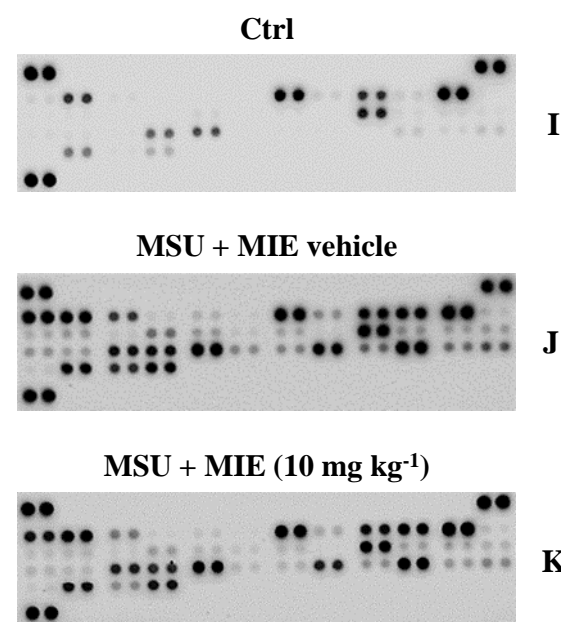 Ctrl
I
MSU + MIE vehicle
J
MSU + MIE (10 mg kg-1)
K